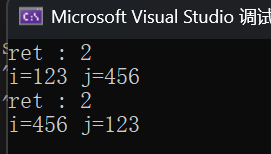 Microsoft Visual Studio 调试
ret : 2
i=123 j=456
ret : 2
i=456 j=123